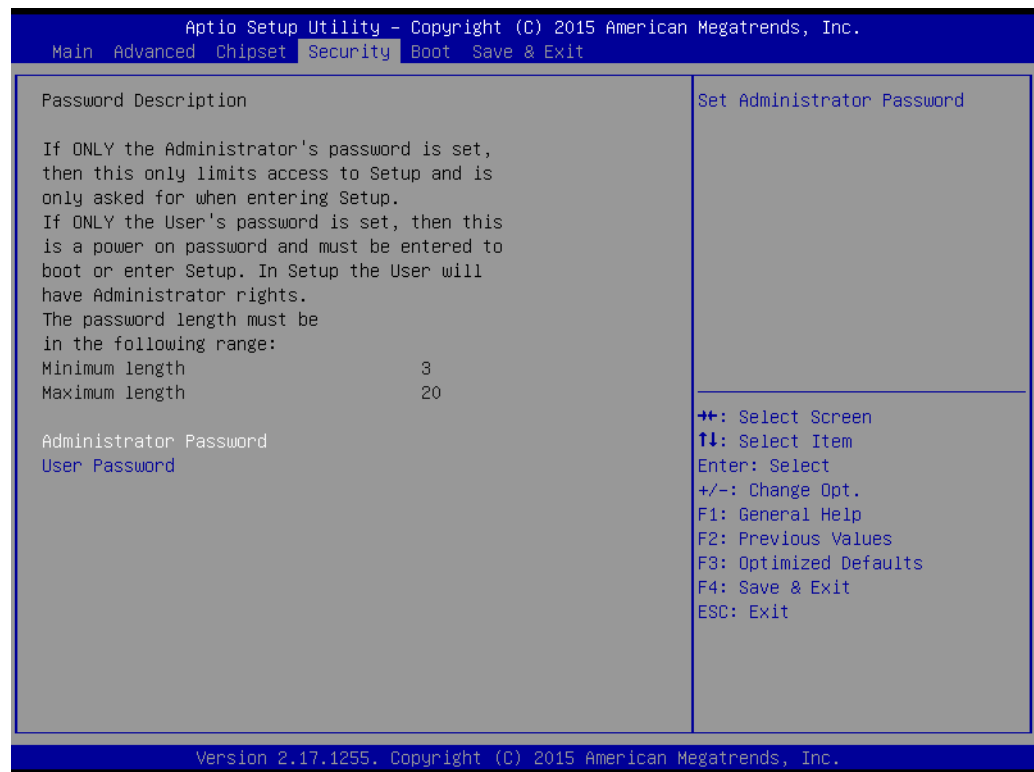 Aptio Setup Utility – Copyright (C) 2015 American Megatrends, Inc.
Main Advanced Chipset Security Boot Save & Exit
Password Description
If ONLY the Administrator's password is set,
then this only limits access to Setup and is
only asked for when entering Setup.
If ONLY the User's password is set, then this
is a power on password and must be entered to
boot or enter Setup. In Setup the User will
have Administrator rights.
The password length must be
in the following range:
Minimum length 3
Maximum length 20
Administrator Password
User Password
Set Administrator Password
→←: Select Screen
↑↓: Select Item
Enter: Select
+/-: Change Opt.
F1: General Help
F2: Previous Values
F3: Optimized Defaults
F4: Save & Exit
ESC: Exit
Version 2.17.1255. Copyright (C) 2015 American Megatrends, Inc.